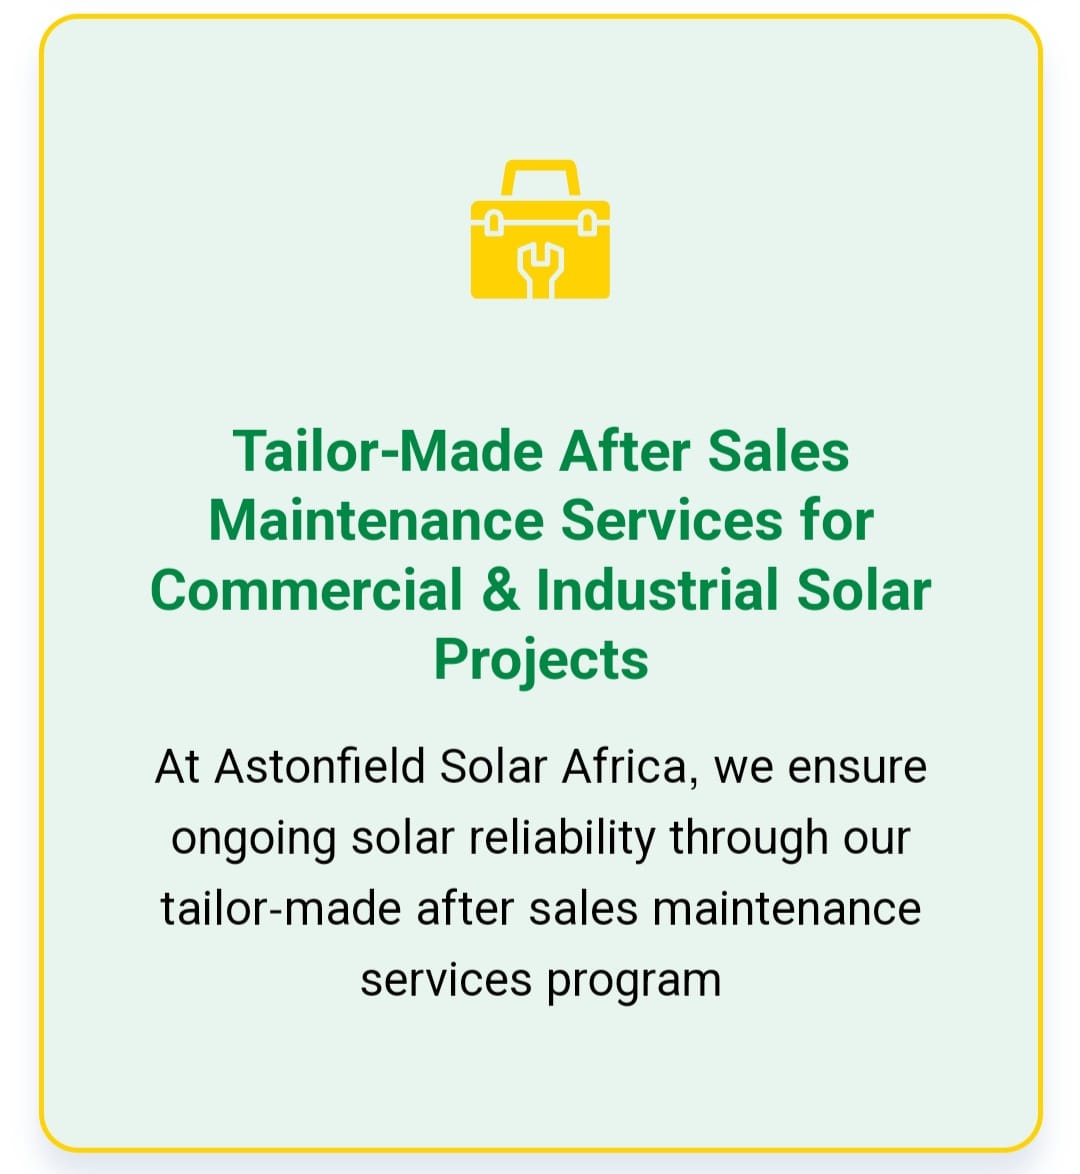 Tailor-Made After Sales
Maintenance Services for
Commercial & Industrial Solar
Projects
At Astonfield Solar Africa, we ensure
ongoing solar reliability through our
tailor-made after sales maintenance
services program